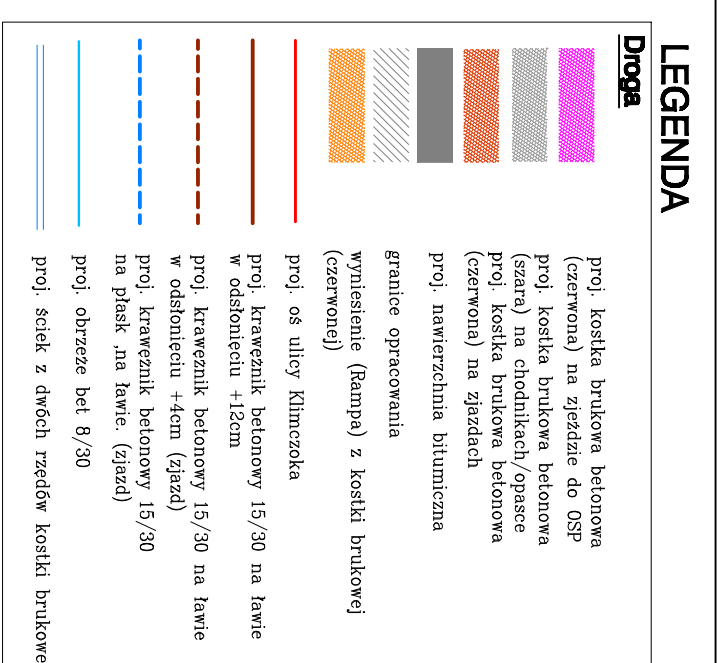 LEGENDA
Droga
proj. kostka brukowa betonowa
(czerwona) na zjeździe do OSP
proj. kostka brukowa betonowa
(szara) na chodnikach/opasce
proj. kostka brukowa betonowa
(czerwona) na zjazdach
proj. nawierzchnia bitumiczna
granice opracowania
wyniesienie (Rampa) z kostki brukowej
(czerwonej)
proj. oś ulicy Klimczoka
proj. krawężnik betonowy 15/30 na ławie
w odsłonięciu +12cm
proj. krawężnik betonowy 15/30 na ławie
w odsłonięciu +4cm (zjazd)
proj. krawężnik betonowy 15/30
na płask ,na ławie. (zjazd)
proj. obrzeże bet 8/30
proj. ściek z dwóch rzędów kostki brukowe